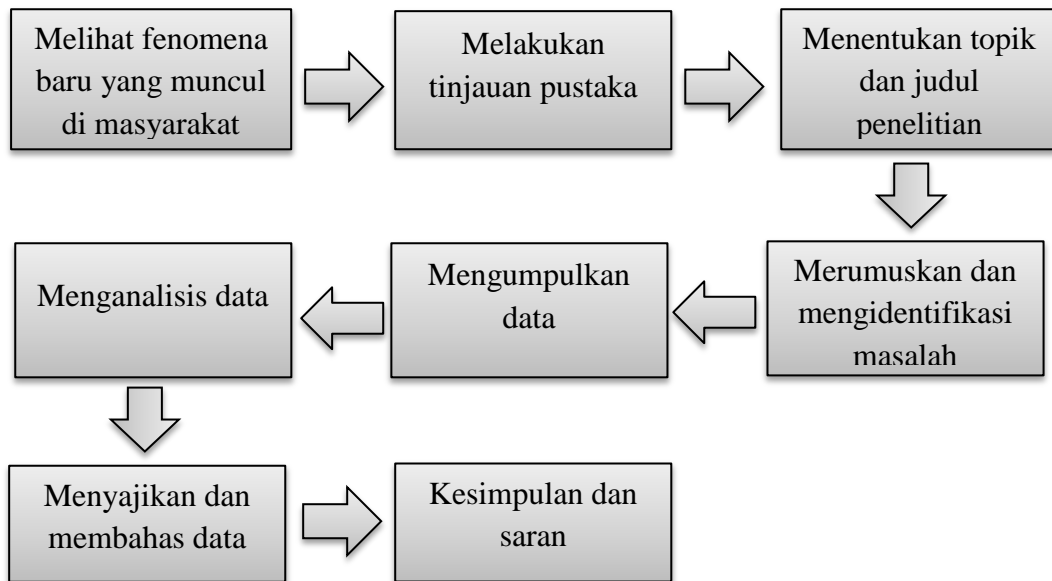 Melihat fenomena
baru yang muncul
di masyarakat
Melakukan
tinjauan pustaka
Menentukan topik
dan judul
penelitian
Merumuskan dan
mengidentifikasi
masalah
Mengumpulkan
data
Menganalisis data
Menyajikan dan
membahas data
Kesimpulan dan
saran